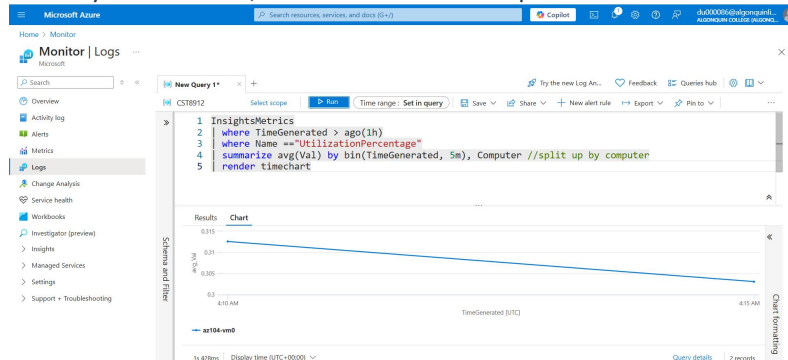 Microsoft Azure
Search resources, services, and docs (G+/)
Copilot
1
du000086@algonquinli...
ALGONQUIN COLLEGE (ALGONQ...
Home > Monitor
Monitor | Logs ...
Microsoft
Search
Overview
Activity log
Alerts
Metrics
Logs
Change Analysis
Service health
Workbooks
Investigator (preview)
Insights
Managed Services
Settings
Support + Troubleshooting
New Query 1*
Try the new Log An...
Feedback
Queries hub
CST8912
Select scope
Run
Time range : Set in query
Save
Share
New alert rule
Export
Pin to
...
1 InsightsMetrics
2 | where TimeGenerated > ago(1h)
3 | where Name =="UtilizationPercentage"
4 | summarize avg(Val) by bin(TimeGenerated, 5m), Computer //split up by computer
5 | render timechart
Schema and Filter
Results Chart
0.315
0.31
0.305
0.3
avg_Val
4:10 AM
4:15 AM
TimeGenerated [UTC]
az104-vm0
Chart formatting
1s 428ms
Display time (UTC+00:00)
Query details
2 records